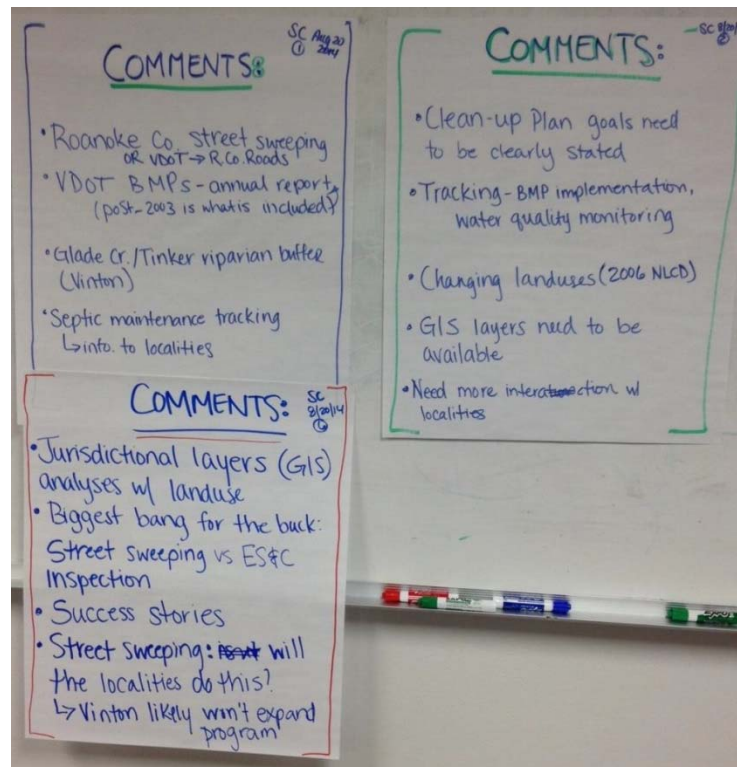 SC Aug 20
① 2014
COMMENTS:
• Roanoke Co. street sweeping
OR VDOT → R.Co. Roads
• VDOT BMPs - annual report
(post-2003 is what is included?)
• Glade Cr./Tinker riparian buffer
(Vinton)
• Septic maintenance tracking
↳ info. to localities
SC 8/20/14
COMMENTS:
• Clean-up Plan goals need
to be clearly stated
• Tracking - BMP implementation,
water quality monitoring
• Changing landuses (2006 NLCD)
• GIS layers need to be
available
• Need more interaction w/
localities
SC
8/20/14
COMMENTS:
• Jurisdictional layers (GIS)
analyses w/ landuse
• Biggest bang for the buck:
Street sweeping vs ES&C
Inspection
• Success stories
• Street sweeping: will
the localities do this?
↳ Vinton likely won't expand
program